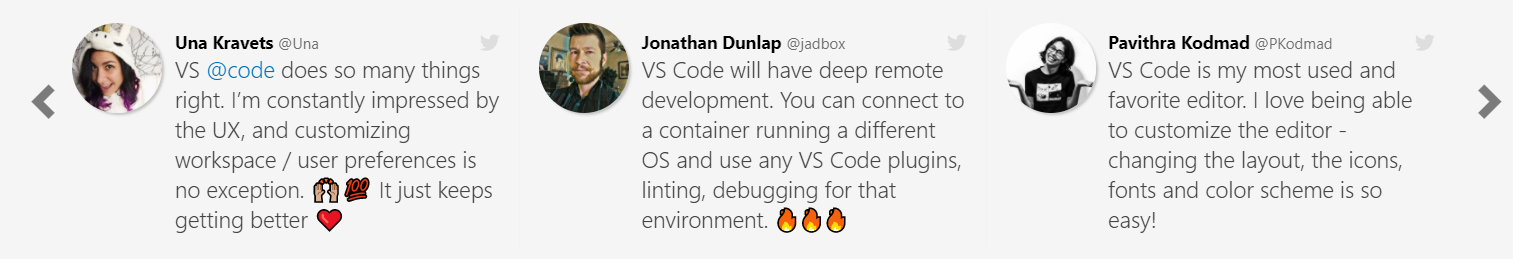 Una Kravets @Una
VS @code does so many things
right. I’m constantly impressed by
the UX, and customizing
workspace / user preferences is
no exception. 🙌🏽💯 It just keeps
getting better ❤️
Jonathan Dunlap @jadbox
VS Code will have deep remote
development. You can connect to
a container running a different
OS and use any VS Code plugins,
linting, debugging for that
environment. 🔥🔥🔥
Pavithra Kodmad @PKodmad
VS Code is my most used and
favorite editor. I love being able
to customize the editor -
changing the layout, the icons,
fonts and color scheme is so
easy!